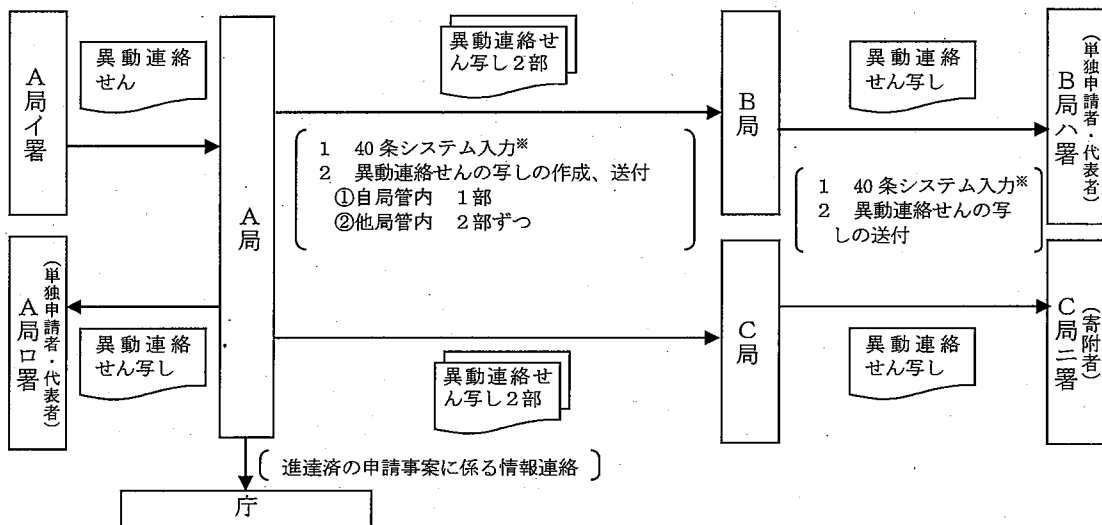 A局イ署
異動連絡
せん
A局
異動連絡せ
ん写し2部
B局
異動連絡
せん写し
B局ハ署
(単独申請者・代表者)
1 40条システム入力※
2 異動連絡せんの写しの作成、送付
①自局管内 1部
②他局管内 2部ずつ
1 40条システム入力※
2 異動連絡せんの写
しの送付
A局ロ署
(単独申請者・代表者)
異動連絡
せん写し
異動連絡せ
ん写し2部
C局
異動連絡
せん写し
C局ニ署
(寄附者)
進達済の申請事案に係る情報連絡
庁